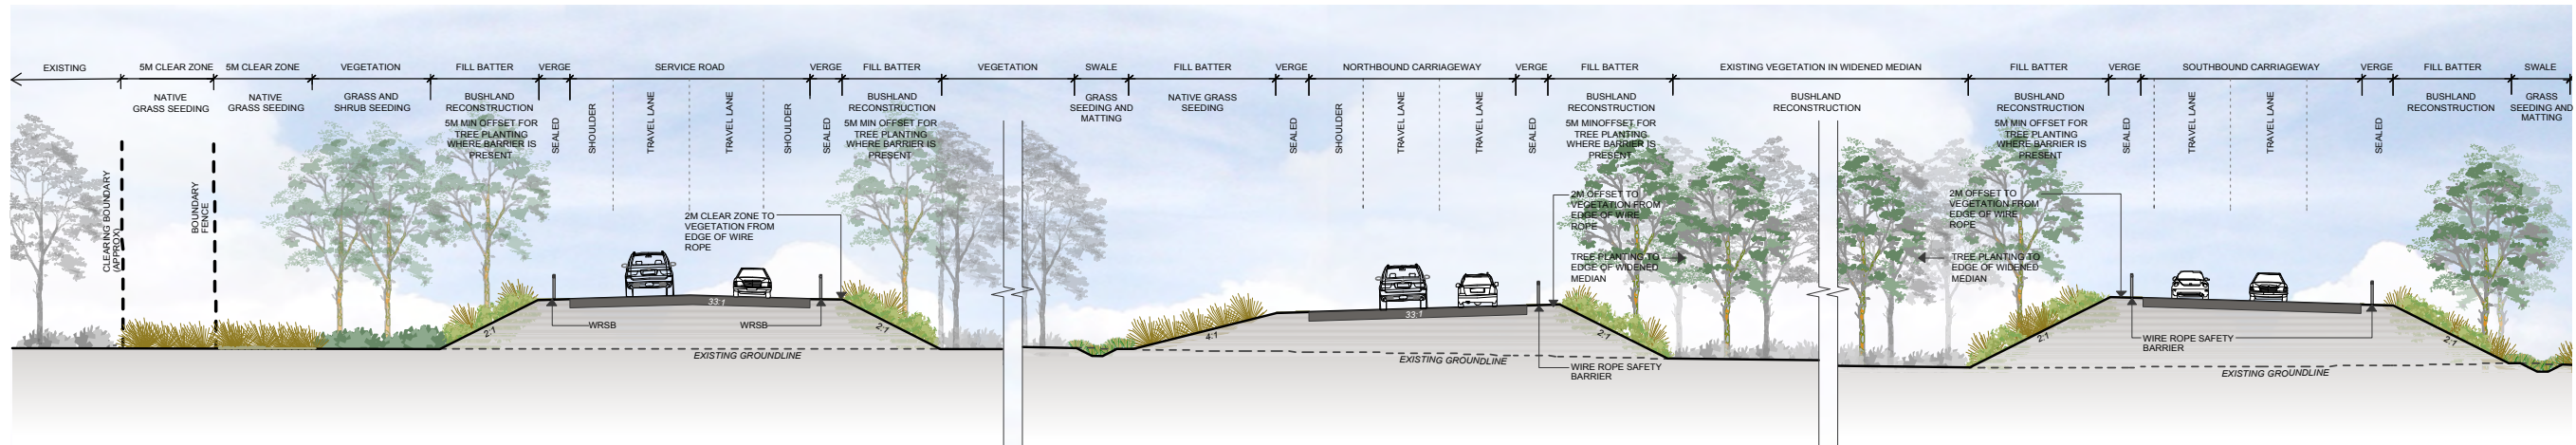 EXISTING
5M CLEAR ZONE
5M CLEAR ZONE
VEGETATION
FILL BATTER
VERGE
SERVICE ROAD
VERGE
FILL BATTER
VEGETATION
SWALE
FILL BATTER
VERGE
NORTHBOUND CARRIAGEWAY
VERGE
FILL BATTER
EXISTING VEGETATION IN WIDENED MEDIAN
FILL BATTER
VERGE
SOUTHBOUND CARRIAGEWAY
VERGE
FILL BATTER
SWALE
NATIVE
GRASS SEEDING
NATIVE
GRASS SEEDING
GRASS AND
SHRUB SEEDING
BUSHLAND
RECONSTRUCTION
5M MIN OFFSET FOR
TREE PLANTING
WHERE BARRIER IS
PRESENT
SEALED
SHOULDER
TRAVEL LANE
TRAVEL LANE
SHOULDER
SEALED
BUSHLAND
RECONSTRUCTION
5M MIN OFFSET FOR
TREE PLANTING
WHERE BARRIER IS
PRESENT
GRASS
SEEDING AND
MATTING
NATIVE GRASS
SEEDING
SEALED
SHOULDER
TRAVEL LANE
TRAVEL LANE
SEALED
BUSHLAND
RECONSTRUCTION
5M MINOFFSET FOR
TREE PLANTING
WHERE BARRIER IS
PRESENT
BUSHLAND
RECONSTRUCTION
BUSHLAND
RECONSTRUCTION
5M MIN OFFSET FOR
TREE PLANTING
WHERE BARRIER IS
PRESENT
SEALED
TRAVEL LANE
TRAVEL LANE
SEALED
BUSHLAND
RECONSTRUCTION
GRASS
SEEDING AND
MATTING
CLEARING BOUNDARY
(APPROX)
BOUNDARY
FENCE
2M CLEAR ZONE TO
VEGETATION FROM
EDGE OF WIRE
ROPE
2M OFFSET TO
VEGETATION FROM
EDGE OF WIRE
ROPE
TREE PLANTING TO
EDGE OF WIDENED
MEDIAN
2M OFFSET TO
VEGETATION FROM
EDGE OF WIRE
ROPE
TREE PLANTING TO
EDGE OF WIDENED
MEDIAN
2:1
WRSB
33:1
WRSB
2:1
EXISTING GROUNDLINE
4:1
33:1
2:1
EXISTING GROUNDLINE
WIRE ROPE SAFETY
BARRIER
2:1
WIRE ROPE SAFETY
BARRIER
2:1
EXISTING GROUNDLINE